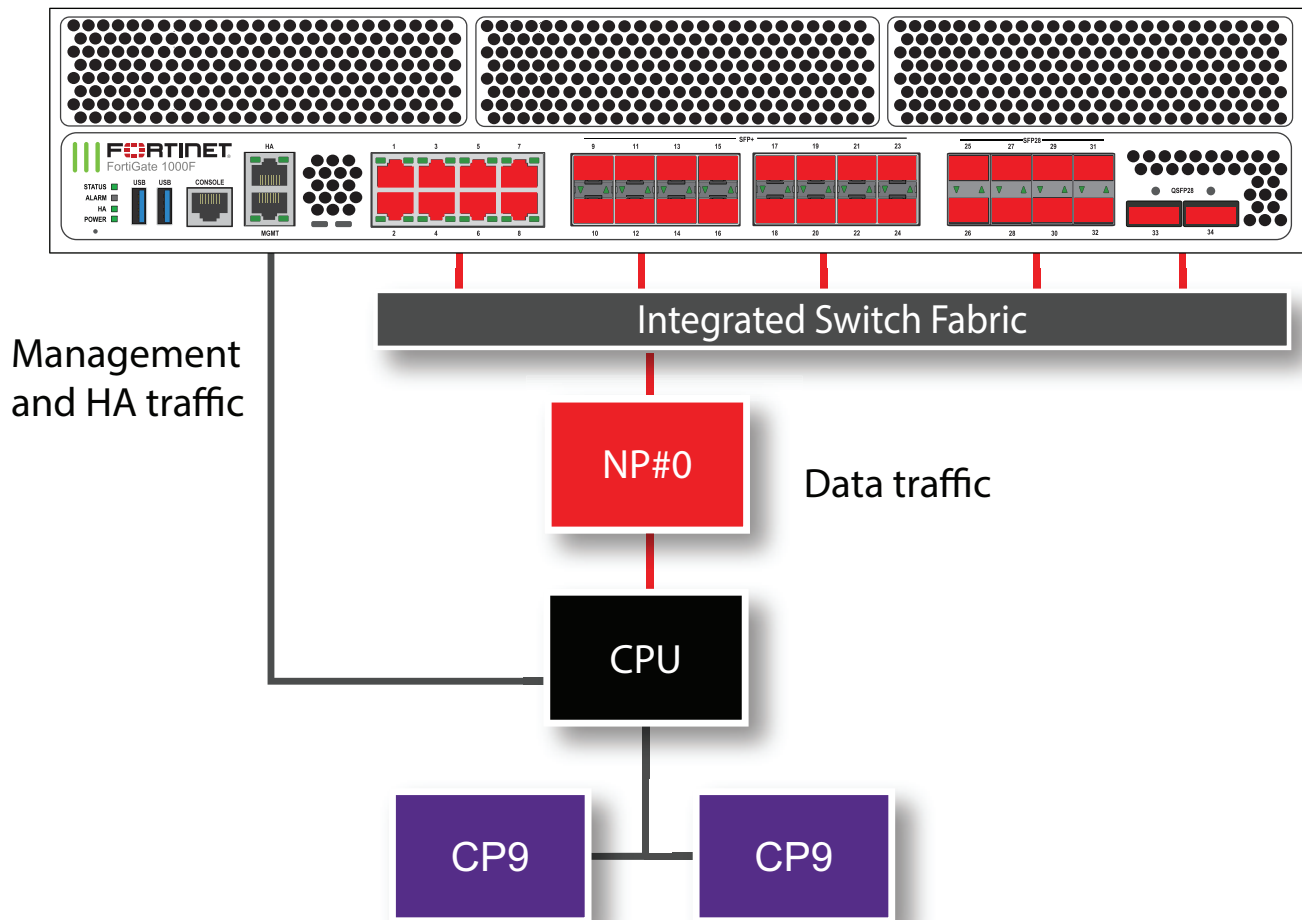 SFP+
SFP28
HA 1 3 5 7 9 11 13 15 17 19 21 23 25 27 29 31
FORTINET
FortiGate 1000F
STATUS USB USB CONSOLE
ALARM
HA
POWER
QSFP28
MGMT 2 4 6 8 10 12 14 16 18 20 22 24 26 28 30 32 33 34
Integrated Switch Fabric
Management
and HA traffic
NP#0
Data traffic
CPU
CP9 CP9